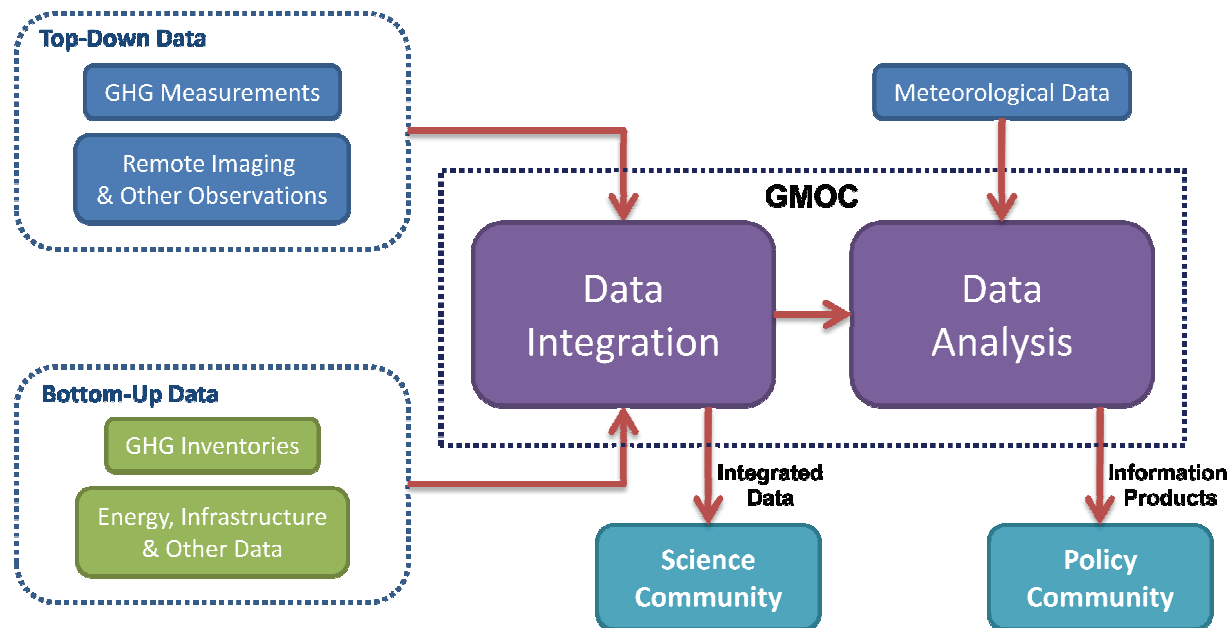 Top-Down Data
GHG Measurements
Remote Imaging
& Other Observations
Meteorological Data
GMOC
Data
Integration
Data
Analysis
Bottom-Up Data
GHG Inventories
Energy, Infrastructure
& Other Data
Integrated
Data
Information
Products
Science
Community
Policy
Community